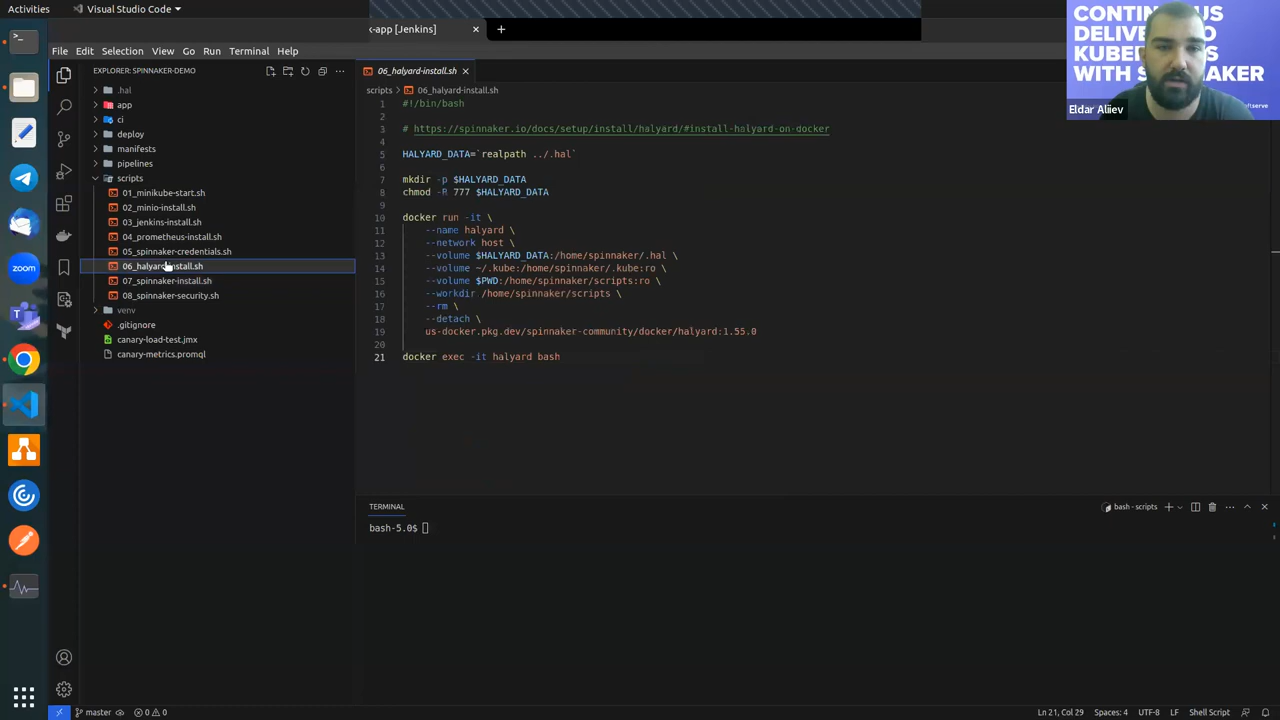 Activities
Visual Studio Code
k-app [Jenkins]
File Edit Selection View Go Run Terminal Help
EXPLORER: SPINNAKER-DEMO
.hal
app
ci
deploy
manifests
pipelines
scripts
01_minikube-start.sh
02_minio-install.sh
03_jenkins-install.sh
04_prometheus-install.sh
05_spinnaker-credentials.sh
06_halyard-install.sh
07_spinnaker-install.sh
08_spinnaker-security.sh
venv
.gitignore
canary-load-test.jmx
canary-metrics.promql
06_halyard-install.sh
scripts > 06_halyard-install.sh
1 #!/bin/bash
2
3 # https://spinnaker.io/docs/setup/install/halyard/#install-halyard-on-docker
4
5 HALYARD_DATA=`realpath ../.hal`
6
7 mkdir -p $HALYARD_DATA
8 chmod -R 777 $HALYARD_DATA
9
10 docker run -it \
11 --name halyard \
12 --network host \
13 --volume $HALYARD_DATA:/home/spinnaker/.hal \
14 --volume ~/.kube:/home/spinnaker/.kube:ro \
15 --volume $PWD:/home/spinnaker/scripts:ro \
16 --workdir /home/spinnaker/scripts \
17 --rm \
18 --detach \
19 us-docker.pkg.dev/spinnaker-community/docker/halyard:1.55.0
20
21 docker exec -it halyard bash
TERMINAL
bash - scripts
bash-5.0$
zoom
master
0 0
Ln 21, Col 29 Spaces: 4 UTF-8 LF Shell Script
Eldar Aliiev